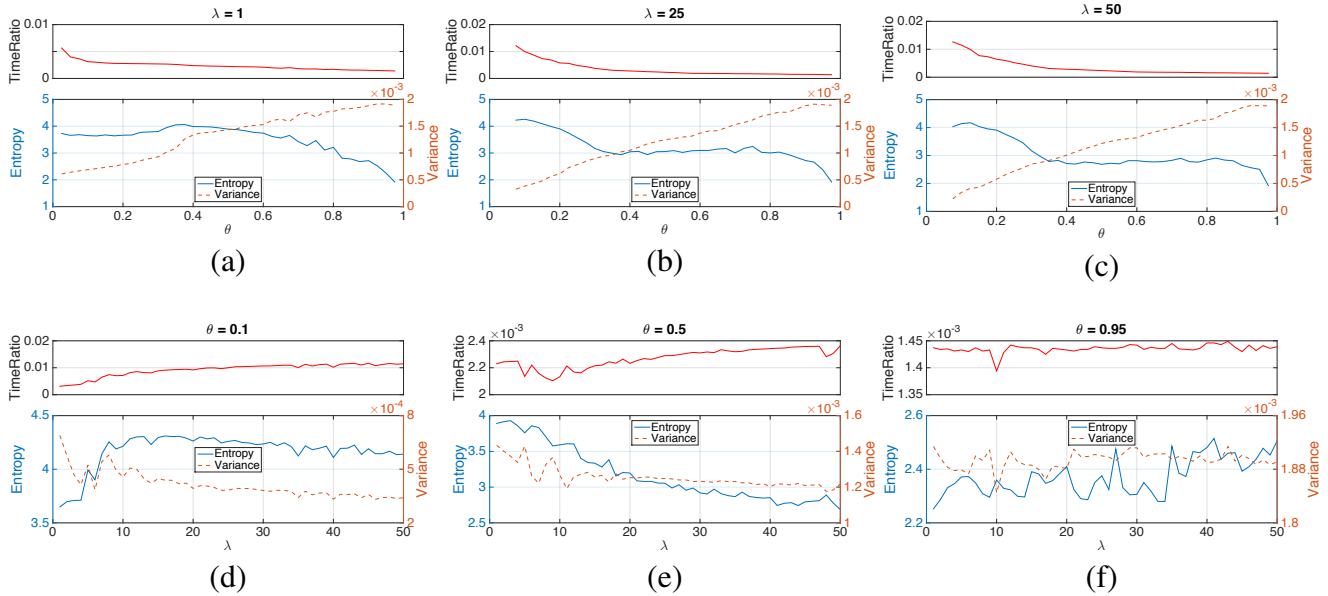 λ = 1
TimeRatio
0.01
0
Entropy
5
4
3
2
1
×10⁻³
Variance
2
1.5
1
0.5
0
Entropy
Variance
0 0.2 0.4 0.6 0.8 1
θ
(a)
λ = 25
TimeRatio
0.02
0.01
0
Entropy
5
4
3
2
1
×10⁻³
Variance
2
1.5
1
0.5
0
Entropy
Variance
0 0.2 0.4 0.6 0.8 1
θ
(b)
λ = 50
TimeRatio
0.02
0.01
0
Entropy
5
4
3
2
1
×10⁻³
Variance
2
1.5
1
0.5
0
Entropy
Variance
0 0.2 0.4 0.6 0.8 1
θ
(c)
θ = 0.1
TimeRatio
0.02
0.01
0
Entropy
4.5
4
3.5
×10⁻⁴
Variance
8
5
2
Entropy
Variance
0 10 20 30 40 50
λ
(d)
×10⁻³
θ = 0.5
TimeRatio
2.4
2.2
2
Entropy
4
3.5
3
2.5
×10⁻³
Variance
1.6
1.4
1.2
1
Entropy
Variance
0 10 20 30 40 50
λ
(e)
×10⁻³
θ = 0.95
TimeRatio
1.45
1.4
1.35
Entropy
2.6
2.4
2.2
×10⁻³
Variance
1.96
1.88
1.8
Entropy
Variance
0 10 20 30 40 50
λ
(f)